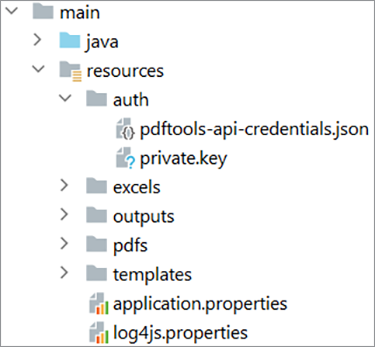 main
java
resources
auth
pdftools-api-credentials.json
private.key
excels
outputs
pdfs
templates
application.properties
log4js.properties